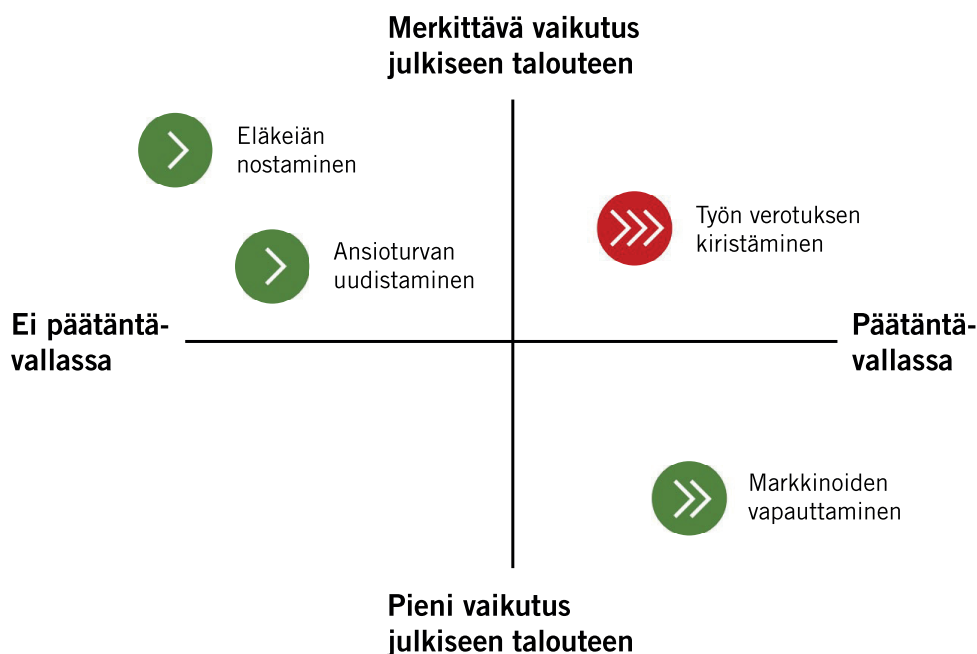 Merkittävä vaikutus
julkiseen talouteen
Eläkeiän
nostaminen
Työn verotuksen
kiristäminen
Ansioturvan
uudistaminen
Ei päätäntä-
vallassa
Päätäntä-
vallassa
Markkinoiden
vapauttaminen
Pieni vaikutus
julkiseen talouteen